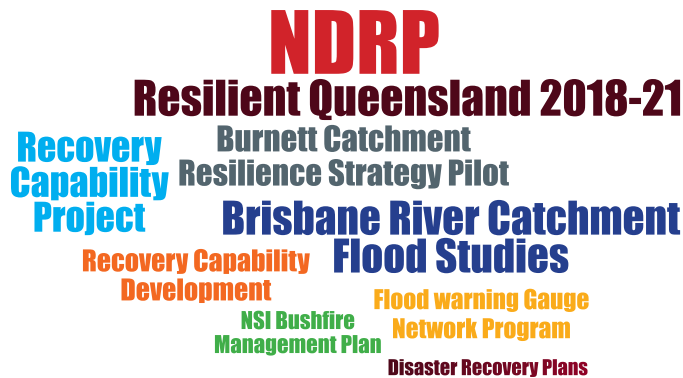 NDRP
Resilient Queensland 2018-21
Recovery
Capability
Project
Burnett Catchment
Resilience Strategy Pilot
Brisbane River Catchment
Flood Studies
Recovery Capability
Development
Flood warning Gauge
Network Program
NSI Bushfire
Management Plan
Disaster Recovery Plans